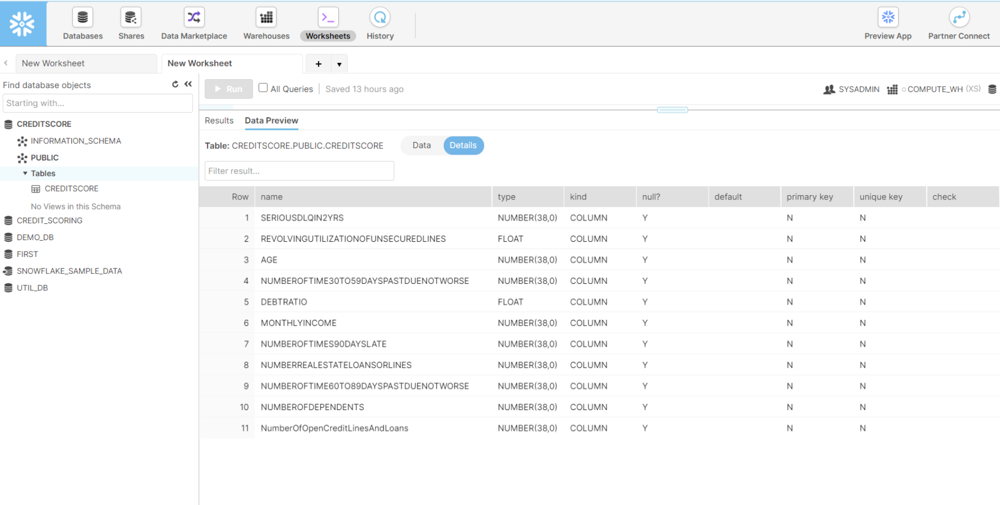 Databases Shares Data Marketplace Warehouses Worksheets History Preview App Partner Connect
New Worksheet New Worksheet + ▼
Find database objects
Starting with...
CREDITSCORE
INFORMATION_SCHEMA
PUBLIC
Tables
CREDITSCORE
No Views in this Schema
CREDIT_SCORING
DEMO_DB
FIRST
SNOWFLAKE_SAMPLE_DATA
UTIL_DB
Run All Queries Saved 13 hours ago SYSADMIN COMPUTE_WH (XS)
Results Data Preview
Table: CREDITSCORE.PUBLIC.CREDITSCORE Data Details
Filter result...
Row name type kind null? default primary key unique key check
1 SERIOUSDLQIN2YRS NUMBER(38,0) COLUMN Y N N
2 REVOLVINGUTILIZATIONOFUNSECUREDLINES FLOAT COLUMN Y N N
3 AGE NUMBER(38,0) COLUMN Y N N
4 NUMBEROFTIME30TO59DAYSPASTDUENOTWORSE NUMBER(38,0) COLUMN Y N N
5 DEBTRATIO FLOAT COLUMN Y N N
6 MONTHLYINCOME NUMBER(38,0) COLUMN Y N N
7 NUMBEROFTIMES90DAYSLATE NUMBER(38,0) COLUMN Y N N
8 NUMBERREALESTATELOANSORLINES NUMBER(38,0) COLUMN Y N N
9 NUMBEROFTIME60TO89DAYSPASTDUENOTWORSE NUMBER(38,0) COLUMN Y N N
10 NUMBEROFDEPENDENTS NUMBER(38,0) COLUMN Y N N
11 NumberOfOpenCreditLinesAndLoans NUMBER(38,0) COLUMN Y N N